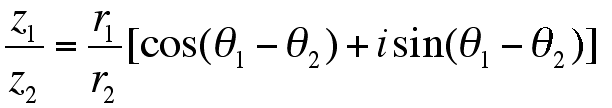 z₁/z₂ = r₁/r₂ [cos(θ₁ − θ₂) + i sin(θ₁ − θ₂)]